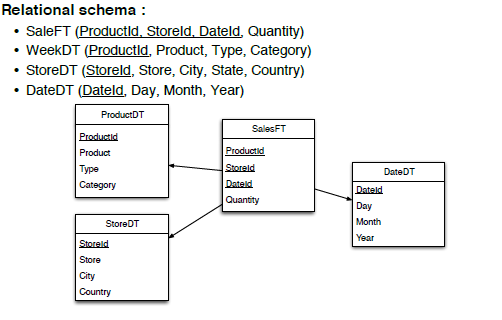 Relational schema :
• SaleFT (ProductId, StoreId, DateId, Quantity)
• WeekDT (ProductId, Product, Type, Category)
• StoreDT (StoreId, Store, City, State, Country)
• DateDT (DateId, Day, Month, Year)
ProductDT
ProductId
Product
Type
Category
SalesFT
ProductId
StoreId
DateId
Quantity
DateDT
DateId
Day
Month
Year
StoreDT
StoreId
Store
City
Country